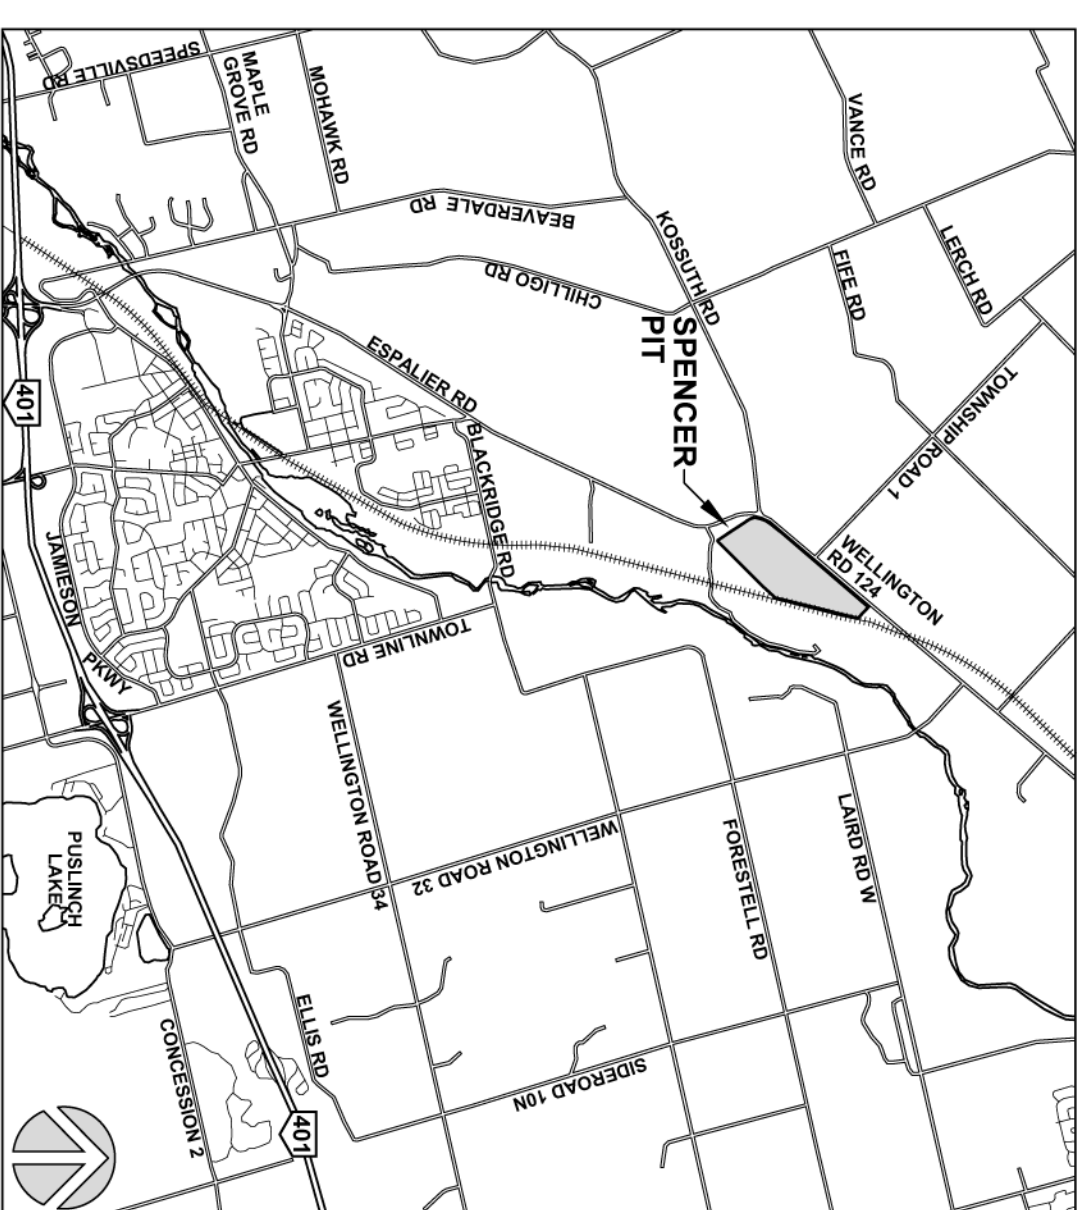 SPEEDSVILLE RD
MAPLE
GROVE RD
MOHAWK RD
VANCE RD
BEAVERDALE RD
KOSSUTH RD
LERCH RD
FIFE RD
CHILLIGO RD
SPENCER
PIT
ESPALIER RD
TOWNSHIP ROAD 1
401
BLACKRIDGE RD
JAMIESON
PKWY
WELLINGTON
RD 124
TOWNLINE RD
WELLINGTON ROAD 34
WELLINGTON ROAD 32
FORESTELL RD
LAIRD RD W
PUSLINCH
LAKE
ELLIS RD
CONCESSION 2
SIDEROAD 10N
401